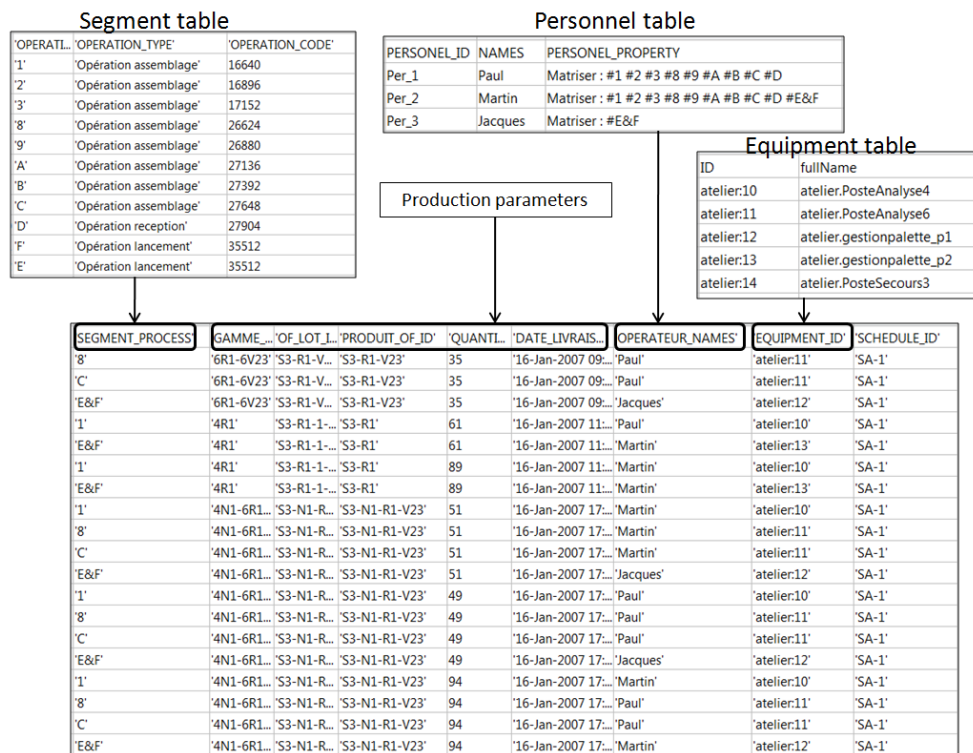 Segment table
'OPERATI... 'OPERATION_TYPE' 'OPERATION_CODE'
'1' 'Opération assemblage' 16640
'2' 'Opération assemblage' 16896
'3' 'Opération assemblage' 17152
'8' 'Opération assemblage' 26624
'9' 'Opération assemblage' 26880
'A' 'Opération assemblage' 27136
'B' 'Opération assemblage' 27392
'C' 'Opération assemblage' 27648
'D' 'Opération reception' 27904
'F' 'Opération lancement' 35512
'E' 'Opération lancement' 35512
Personnel table
PERSONEL_ID NAMES PERSONEL_PROPERTY
Per_1 Paul Matriser : #1 #2 #3 #8 #9 #A #B #C #D
Per_2 Martin Matriser : #1 #2 #3 #8 #9 #A #B #C #D #E&F
Per_3 Jacques Matriser : #E&F
Equipment table
ID fullName
atelier:10 atelier.PosteAnalyse4
atelier:11 atelier.PosteAnalyse6
atelier:12 atelier.gestionpalette_p1
atelier:13 atelier.gestionpalette_p2
atelier:14 atelier.PosteSecours3
Production parameters
'SEGMENT_PROCESS' 'GAMME_... 'OF_LOT_I... 'PRODUIT_OF_ID' 'QUANTI... 'DATE_LIVRAIS... 'OPERATEUR_NAMES' 'EQUIPMENT_ID' 'SCHEDULE_ID'
'8' '6R1-6V23' 'S3-R1-V... 'S3-R1-V23' 35 '16-Jan-2007 09:... 'Paul' 'atelier:11' 'SA-1'
'C' '6R1-6V23' 'S3-R1-V... 'S3-R1-V23' 35 '16-Jan-2007 09:... 'Paul' 'atelier:11' 'SA-1'
'E&F' '6R1-6V23' 'S3-R1-V... 'S3-R1-V23' 35 '16-Jan-2007 09:... 'Jacques' 'atelier:12' 'SA-1'
'1' '4R1' 'S3-R1-1-... 'S3-R1' 61 '16-Jan-2007 11:... 'Paul' 'atelier:10' 'SA-1'
'E&F' '4R1' 'S3-R1-1-... 'S3-R1' 61 '16-Jan-2007 11:... 'Martin' 'atelier:13' 'SA-1'
'1' '4R1' 'S3-R1-1-... 'S3-R1' 89 '16-Jan-2007 11:... 'Martin' 'atelier:10' 'SA-1'
'E&F' '4R1' 'S3-R1-1-... 'S3-R1' 89 '16-Jan-2007 11:... 'Martin' 'atelier:13' 'SA-1'
'1' '4N1-6R1... 'S3-N1-R... 'S3-N1-R1-V23' 51 '16-Jan-2007 17:... 'Martin' 'atelier:10' 'SA-1'
'8' '4N1-6R1... 'S3-N1-R... 'S3-N1-R1-V23' 51 '16-Jan-2007 17:... 'Martin' 'atelier:11' 'SA-1'
'C' '4N1-6R1... 'S3-N1-R... 'S3-N1-R1-V23' 51 '16-Jan-2007 17:... 'Martin' 'atelier:11' 'SA-1'
'E&F' '4N1-6R1... 'S3-N1-R... 'S3-N1-R1-V23' 51 '16-Jan-2007 17:... 'Jacques' 'atelier:12' 'SA-1'
'1' '4N1-6R1... 'S3-N1-R... 'S3-N1-R1-V23' 49 '16-Jan-2007 17:... 'Paul' 'atelier:10' 'SA-1'
'8' '4N1-6R1... 'S3-N1-R... 'S3-N1-R1-V23' 49 '16-Jan-2007 17:... 'Paul' 'atelier:11' 'SA-1'
'C' '4N1-6R1... 'S3-N1-R... 'S3-N1-R1-V23' 49 '16-Jan-2007 17:... 'Paul' 'atelier:11' 'SA-1'
'E&F' '4N1-6R1... 'S3-N1-R... 'S3-N1-R1-V23' 49 '16-Jan-2007 17:... 'Jacques' 'atelier:12' 'SA-1'
'1' '4N1-6R1... 'S3-N1-R... 'S3-N1-R1-V23' 94 '16-Jan-2007 17:... 'Martin' 'atelier:10' 'SA-1'
'8' '4N1-6R1... 'S3-N1-R... 'S3-N1-R1-V23' 94 '16-Jan-2007 17:... 'Paul' 'atelier:11' 'SA-1'
'C' '4N1-6R1... 'S3-N1-R... 'S3-N1-R1-V23' 94 '16-Jan-2007 17:... 'Paul' 'atelier:11' 'SA-1'
'E&F' '4N1-6R1... 'S3-N1-R... 'S3-N1-R1-V23' 94 '16-Jan-2007 17:... 'Martin' 'atelier:12' 'SA-1'